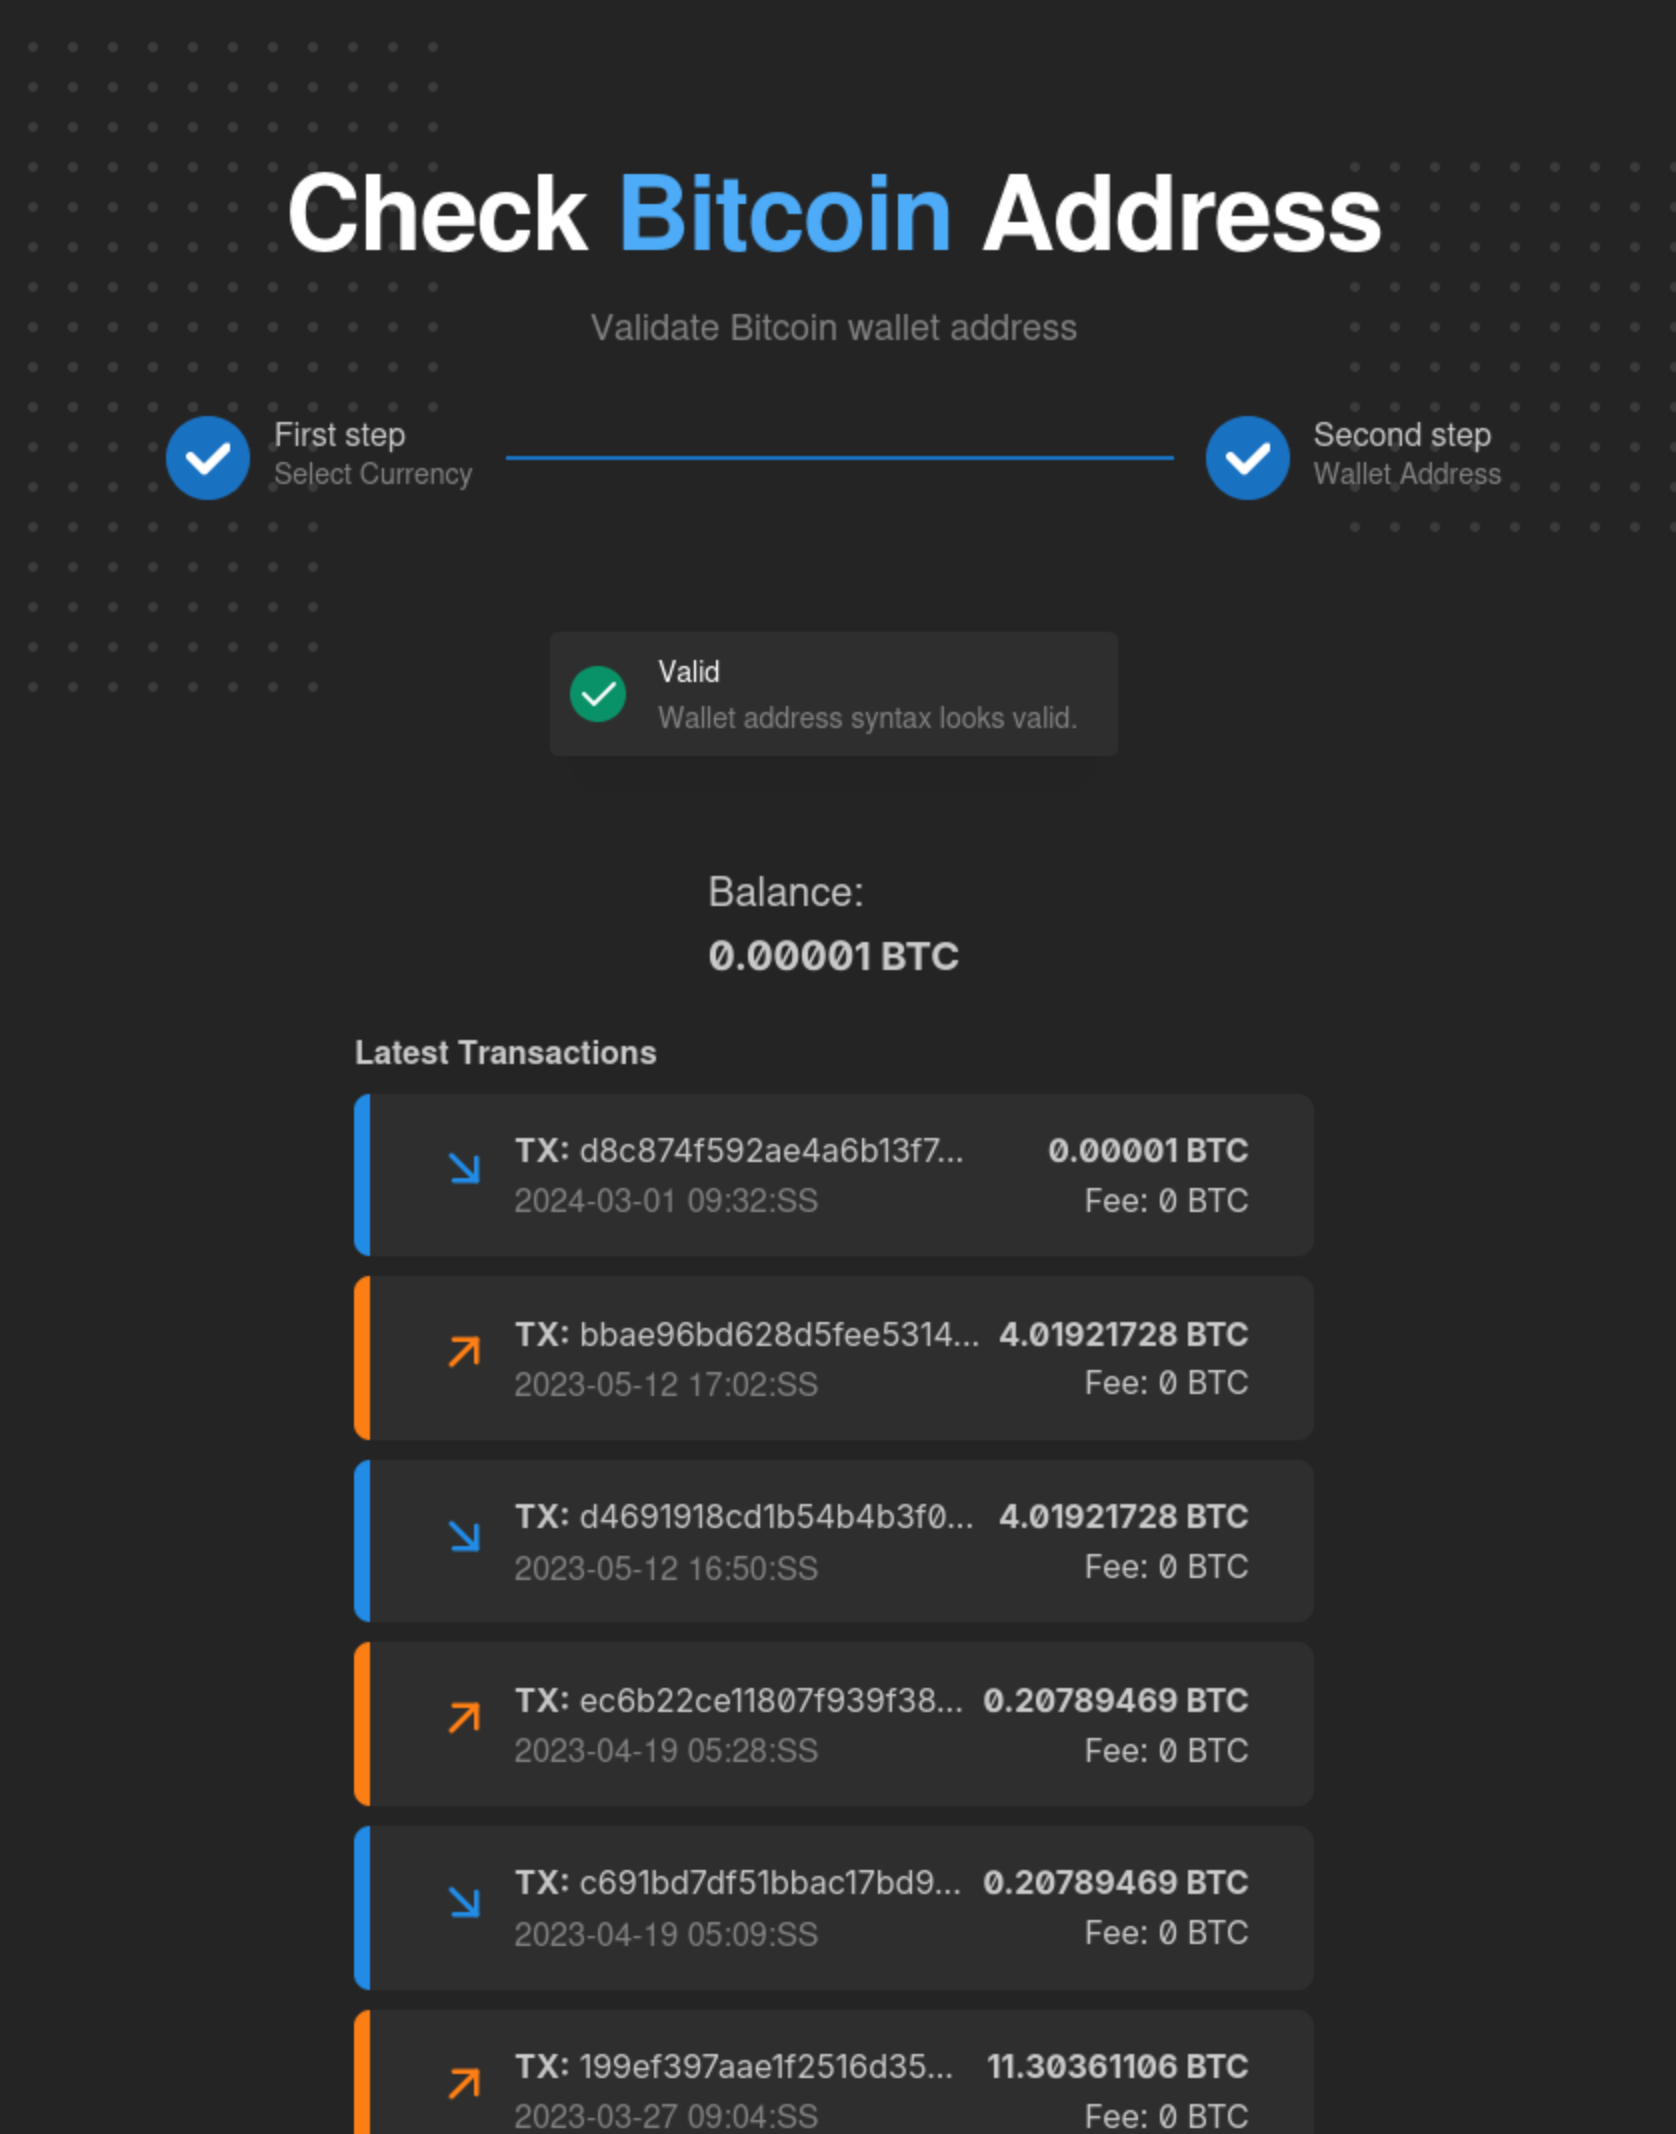 Check Bitcoin Address
Validate Bitcoin wallet address
First step
Select Currency
Second step
Wallet Address
Valid
Wallet address syntax looks valid.
Balance:
0.00001 BTC
Latest Transactions
TX: d8c874f592ae4a6b13f7... 0.00001 BTC
2024-03-01 09:32:SS Fee: 0 BTC
TX: bbae96bd628d5fee5314... 4.01921728 BTC
2023-05-12 17:02:SS Fee: 0 BTC
TX: d4691918cd1b54b4b3f0... 4.01921728 BTC
2023-05-12 16:50:SS Fee: 0 BTC
TX: ec6b22ce11807f939f38... 0.20789469 BTC
2023-04-19 05:28:SS Fee: 0 BTC
TX: c691bd7df51bbac17bd9... 0.20789469 BTC
2023-04-19 05:09:SS Fee: 0 BTC
TX: 199ef397aae1f2516d35... 11.30361106 BTC
2023-03-27 09:04:SS Fee: 0 BTC